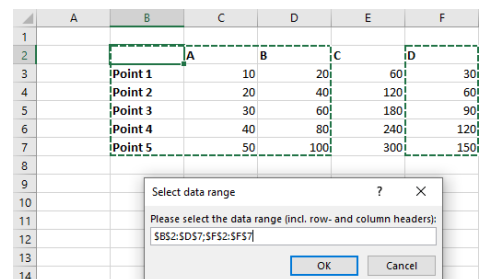 A B C D E F
1
2 A B C D
3 Point 1 10 20 60 30
4 Point 2 20 40 120 60
5 Point 3 30 60 180 90
6 Point 4 40 80 240 120
7 Point 5 50 100 300 150
8
9
10
11
12
13
14
Select data range ? ×
Please select the data range (incl. row- and column headers):
$B$2:$D$7;$F$2:$F$7
OK Cancel